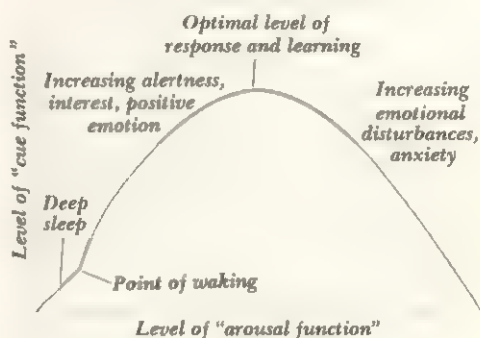 Optimal level of
response and learning
Increasing alertness,
interest, positive
emotion
Increasing
emotional
disturbances,
anxiety
Level of "cue function"
Deep
sleep
Point of waking
Level of "arousal function"